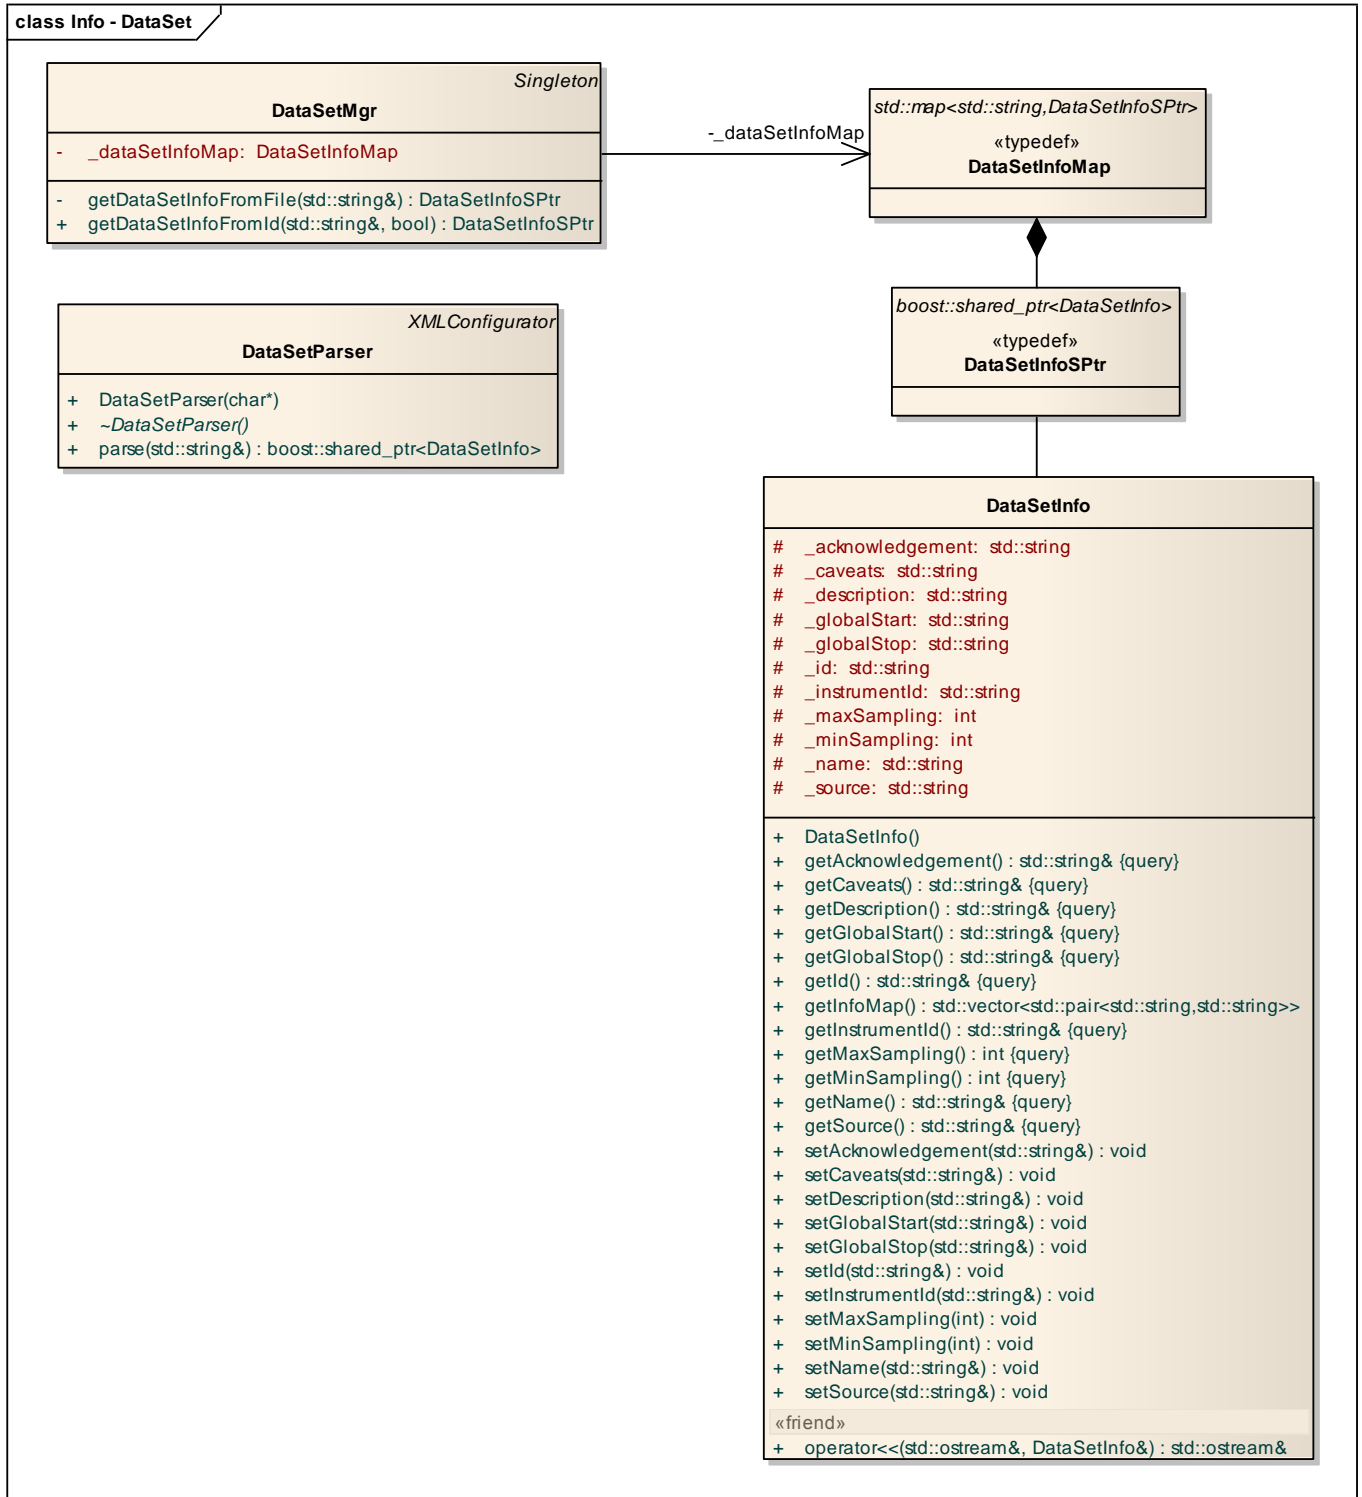 class Info - DataSet
Singleton
DataSetMgr
- _dataSetInfoMap: DataSetInfoMap
- getDataSetInfoFromFile(std::string&) : DataSetInfoSPtr
+ getDataSetInfoFromId(std::string&, bool) : DataSetInfoSPtr
-_dataSetInfoMap
std::map<std::string,DataSetInfoSPtr>
«typedef»
DataSetInfoMap
boost::shared_ptr<DataSetInfo>
«typedef»
DataSetInfoSPtr
XMLConfigurator
DataSetParser
+ DataSetParser(char*)
+ ~DataSetParser()
+ parse(std::string&) : boost::shared_ptr<DataSetInfo>
DataSetInfo
# _acknowledgement: std::string
# _caveats: std::string
# _description: std::string
# _globalStart: std::string
# _globalStop: std::string
# _id: std::string
# _instrumentId: std::string
# _maxSampling: int
# _minSampling: int
# _name: std::string
# _source: std::string
+ DataSetInfo()
+ getAcknowledgement() : std::string& {query}
+ getCaveats() : std::string& {query}
+ getDescription() : std::string& {query}
+ getGlobalStart() : std::string& {query}
+ getGlobalStop() : std::string& {query}
+ getId() : std::string& {query}
+ getInfoMap() : std::vector<std::pair<std::string,std::string>>
+ getInstrumentId() : std::string& {query}
+ getMaxSampling() : int {query}
+ getMinSampling() : int {query}
+ getName() : std::string& {query}
+ getSource() : std::string& {query}
+ setAcknowledgement(std::string&) : void
+ setCaveats(std::string&) : void
+ setDescription(std::string&) : void
+ setGlobalStart(std::string&) : void
+ setGlobalStop(std::string&) : void
+ setId(std::string&) : void
+ setInstrumentId(std::string&) : void
+ setMaxSampling(int) : void
+ setMinSampling(int) : void
+ setName(std::string&) : void
+ setSource(std::string&) : void
«friend»
+ operator<<(std::ostream&, DataSetInfo&) : std::ostream&